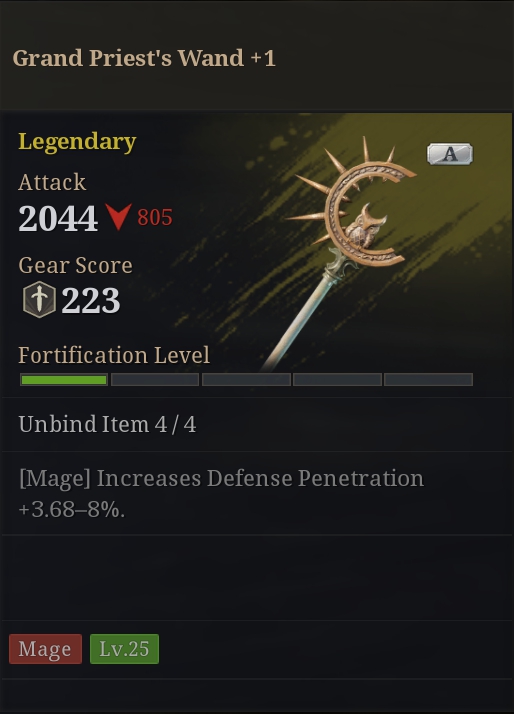 Grand Priest's Wand +1
Legendary
A
Attack
2044 805
Gear Score
223
Fortification Level
Unbind Item 4 / 4
[Mage] Increases Defense Penetration
+3.68–8%.
Mage Lv.25